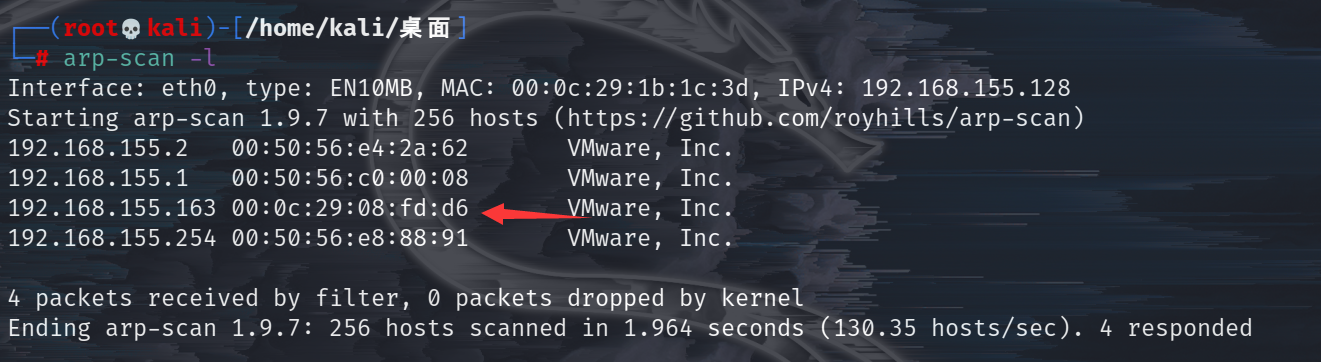 ┌──(root💀kali)-[/home/kali/桌面]
└─# arp-scan -l
Interface: eth0, type: EN10MB, MAC: 00:0c:29:1b:1c:3d, IPv4: 192.168.155.128
Starting arp-scan 1.9.7 with 256 hosts (https://github.com/royhills/arp-scan)
192.168.155.2 00:50:56:e4:2a:62 VMware, Inc.
192.168.155.1 00:50:56:c0:00:08 VMware, Inc.
192.168.155.163 00:0c:29:08:fd:d6 VMware, Inc.
192.168.155.254 00:50:56:e8:88:91 VMware, Inc.
4 packets received by filter, 0 packets dropped by kernel
Ending arp-scan 1.9.7: 256 hosts scanned in 1.964 seconds (130.35 hosts/sec). 4 responded